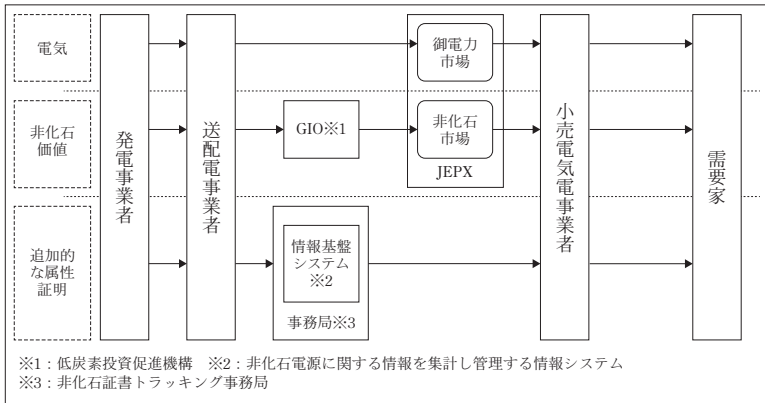 電気
非化石
価値
追加的
な属性
証明
発電事業者
送配電事業者
GIO※1
御電力
市場
非化石
市場
JEPX
情報基盤
システム
※2
事務局※3
小売電気電事業者
需要家
※1：低炭素投資促進機構　※2：非化石電源に関する情報を集計し管理する情報システム
※3：非化石証書トラッキング事務局